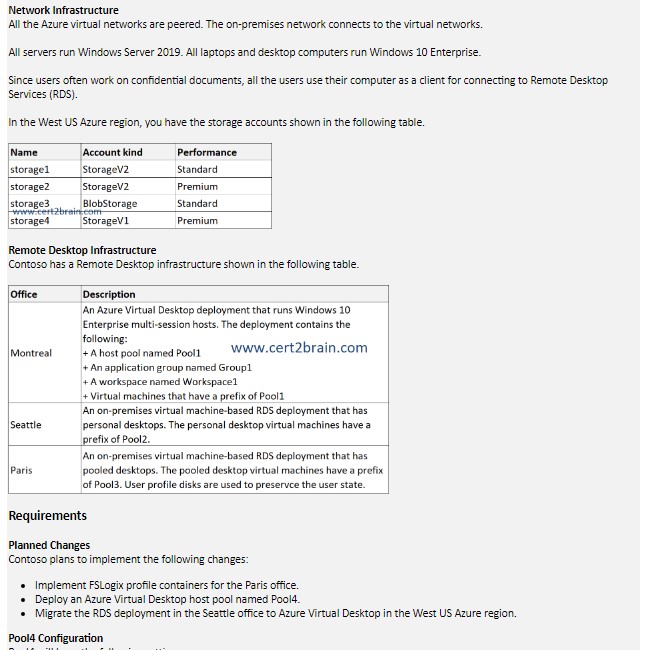 Network Infrastructure
All the Azure virtual networks are peered. The on-premises network connects to the virtual networks.
All servers run Windows Server 2019. All laptops and desktop computers run Windows 10 Enterprise.
Since users often work on confidential documents, all the users use their computer as a client for connecting to Remote Desktop
Services (RDS).
In the West US Azure region, you have the storage accounts shown in the following table.
Name Account kind Performance
storage1 StorageV2 Standard
storage2 StorageV2 Premium
storage3 BlobStorage Standard
www.cert2brain.com
storage4 StorageV1 Premium
Remote Desktop Infrastructure
Contoso has a Remote Desktop infrastructure shown in the following table.
Office Description
An Azure Virtual Desktop deployment that runs Windows 10
Enterprise multi-session hosts. The deployment contains the
following:
+ A host pool named Pool1
www.cert2brain.com
Montreal
+ An application group named Group1
+ A workspace named Workspace1
+ Virtual machines that have a prefix of Pool1
An on-premises virtual machine-based RDS deployment that has
Seattle personal desktops. The personal desktop virtual machines have a
prefix of Pool2.
An on-premises virtual machine-based RDS deployment that has
Paris pooled desktops. The pooled desktop virtual machines have a prefix
of Pool3. User profile disks are used to preservce the user state.
Requirements
Planned Changes
Contoso plans to implement the following changes:
• Implement FSLogix profile containers for the Paris office.
• Deploy an Azure Virtual Desktop host pool named Pool4.
• Migrate the RDS deployment in the Seattle office to Azure Virtual Desktop in the West US Azure region.
Pool4 Configuration